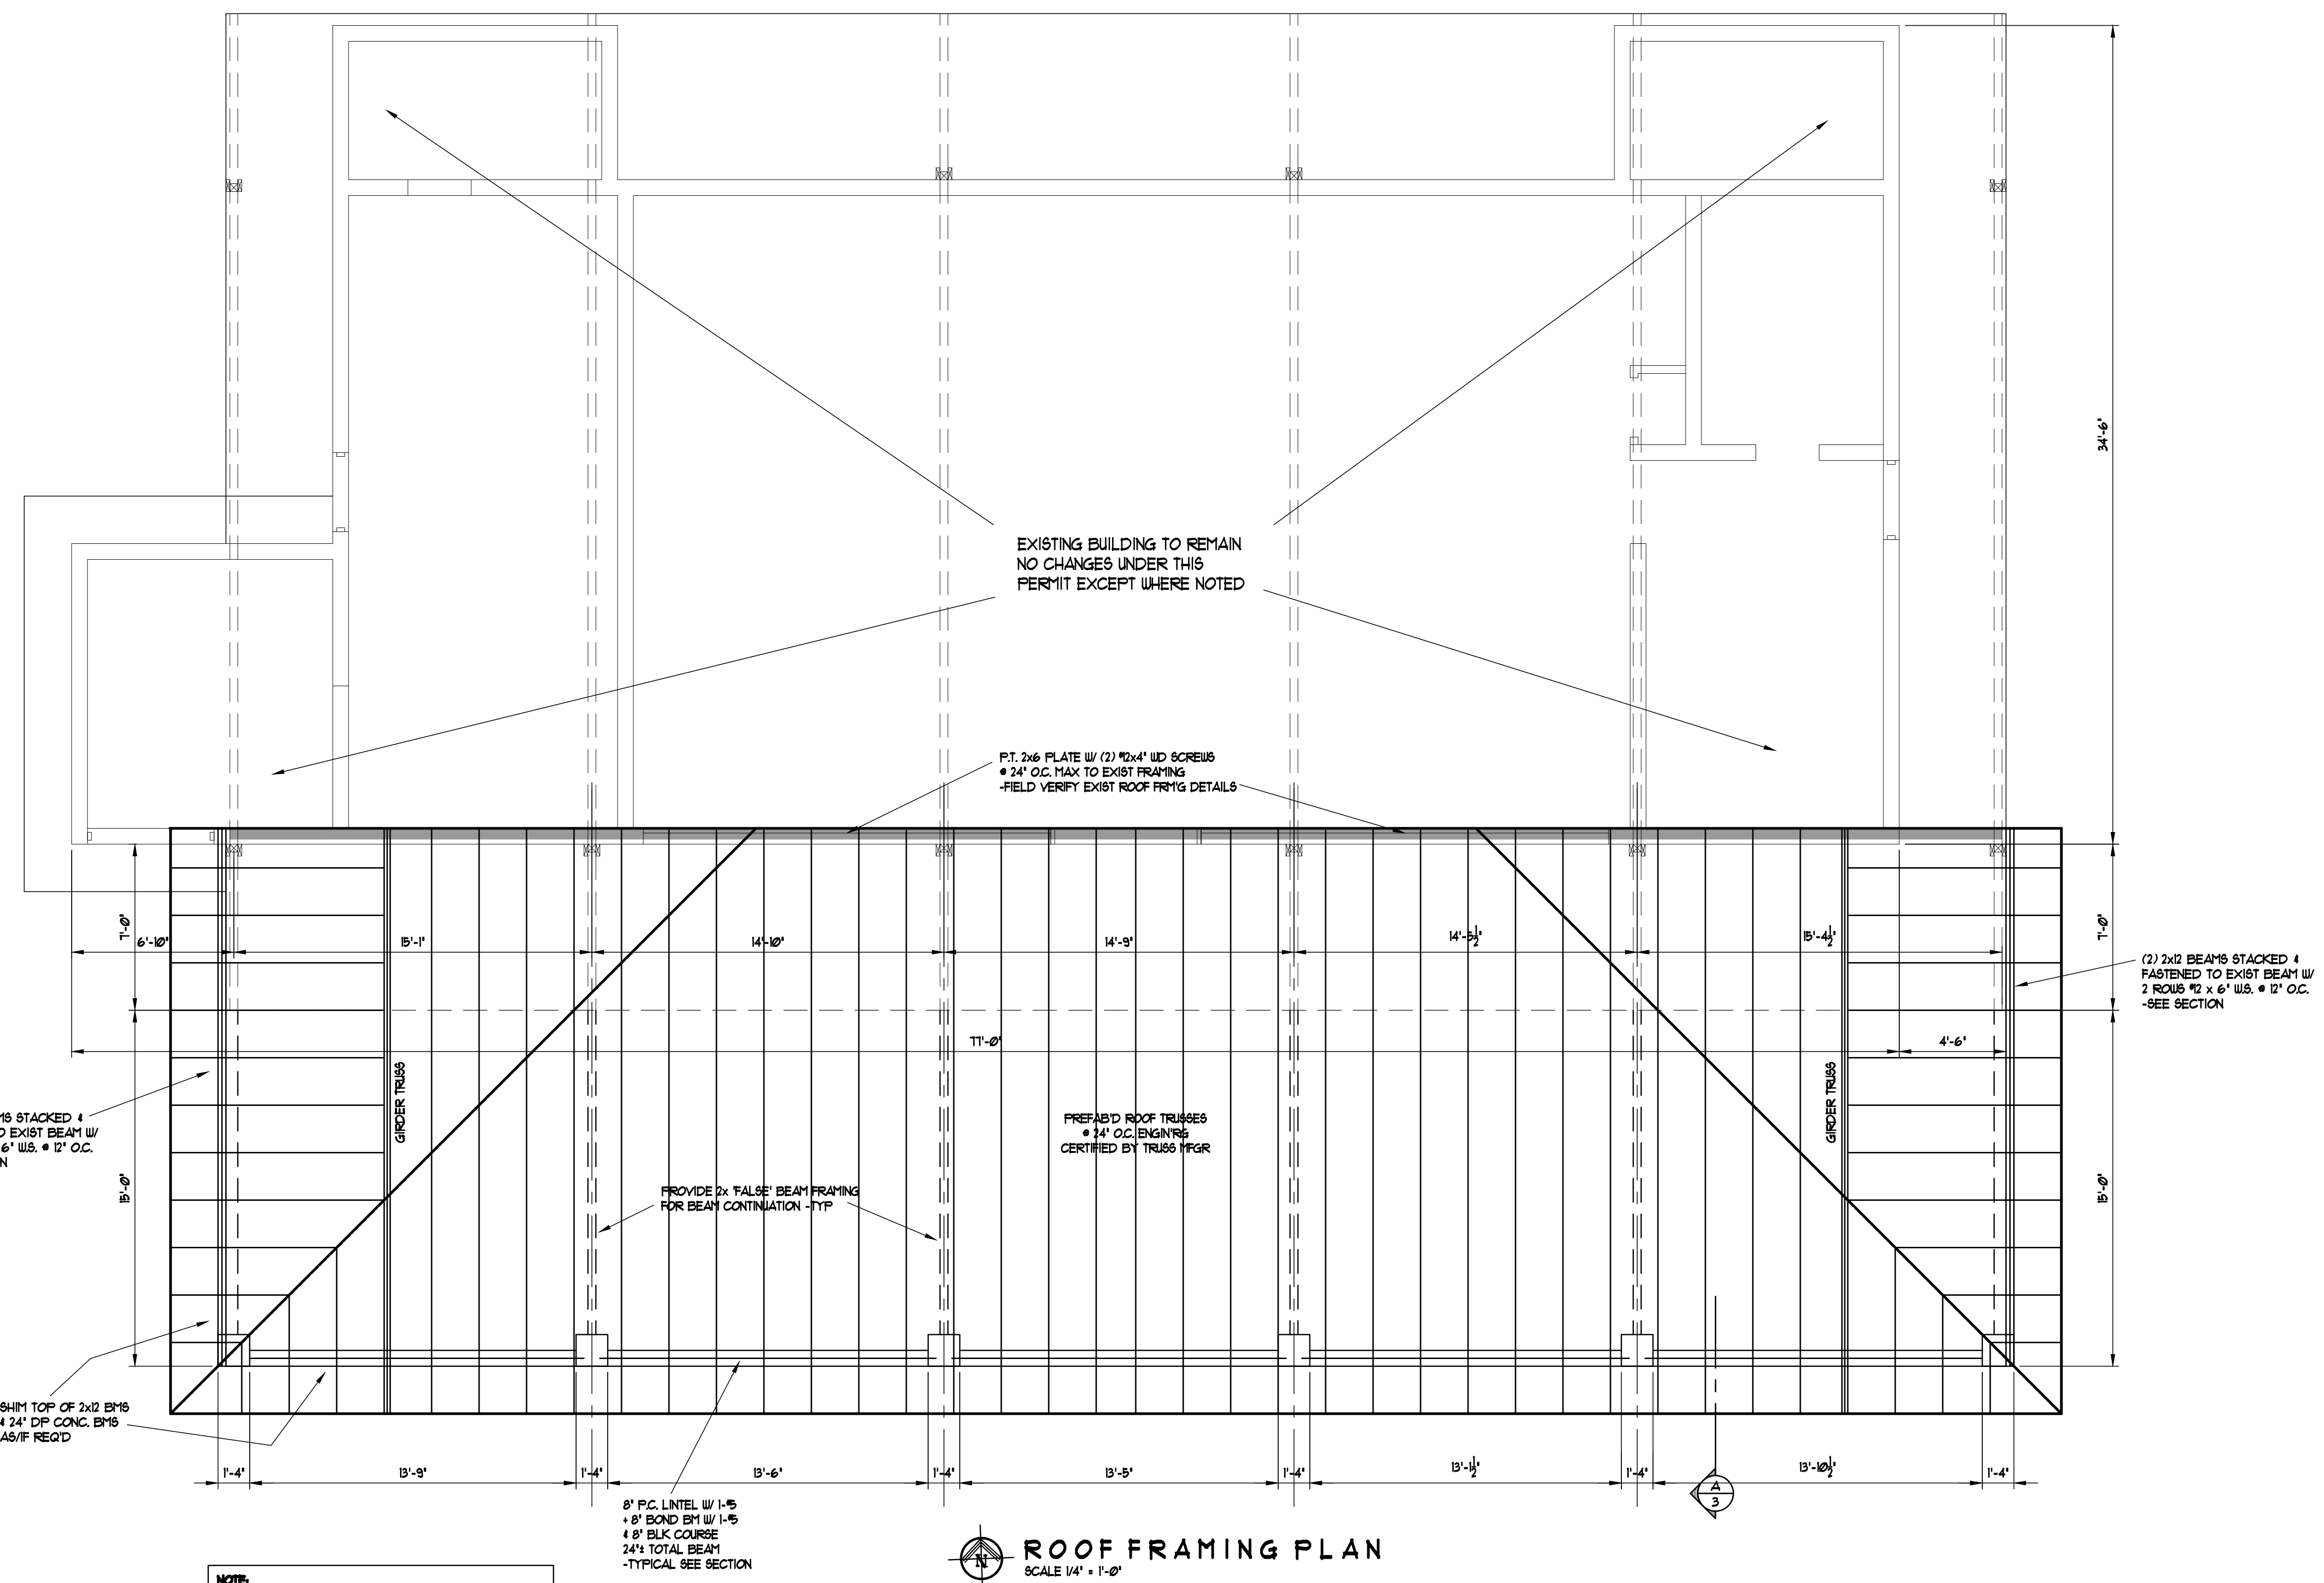 34'-6"
EXISTING BUILDING TO REMAIN
NO CHANGES UNDER THIS
PERMIT EXCEPT WHERE NOTED
P.T. 2x6 PLATE W/ (2) #12x4" WD SCREWS
@ 24" O.C. MAX TO EXIST FRAMING
-FIELD VERIFY EXIST ROOF FRM'G DETAILS
7'-0"
6'-10"
15'-1"
14'-10"
14'-9"
14'-5 1/2"
15'-4 1/2"
7'-0"
(2) 2x12 BEAMS STACKED &
FASTENED TO EXIST BEAM W/
2 ROWS #12 x 6" W.S. @ 12" O.C.
-SEE SECTION
77'-0"
4'-6"
MS STACKED &
O EXIST BEAM W/
6" W.S. @ 12" O.C.
N
GIRDER TRUSS
PREFAB'D ROOF TRUSSES
@ 24" O.C. ENGIN'RG
CERTIFIED BY TRUSS MFGR
GIRDER TRUSS
15'-0"
PROVIDE 2x 'FALSE' BEAM FRAMING
FOR BEAM CONTINUATION -TYP
15'-0"
SHIM TOP OF 2x12 BMS
& 24" DP CONC. BMS
AS/IF REQ'D
1'-4"
13'-9"
1'-4"
13'-6"
1'-4"
13'-5"
1'-4"
13'-1 1/2"
1'-4"
13'-10 1/2"
1'-4"
A
3
8" P.C. LINTEL W/ 1-#5
+ 8" BOND BM W/ 1-#5
& 8" BLK COURSE
24"± TOTAL BEAM
-TYPICAL SEE SECTION
N
ROOF FRAMING PLAN
SCALE 1/4" = 1'-0"
NOTE: